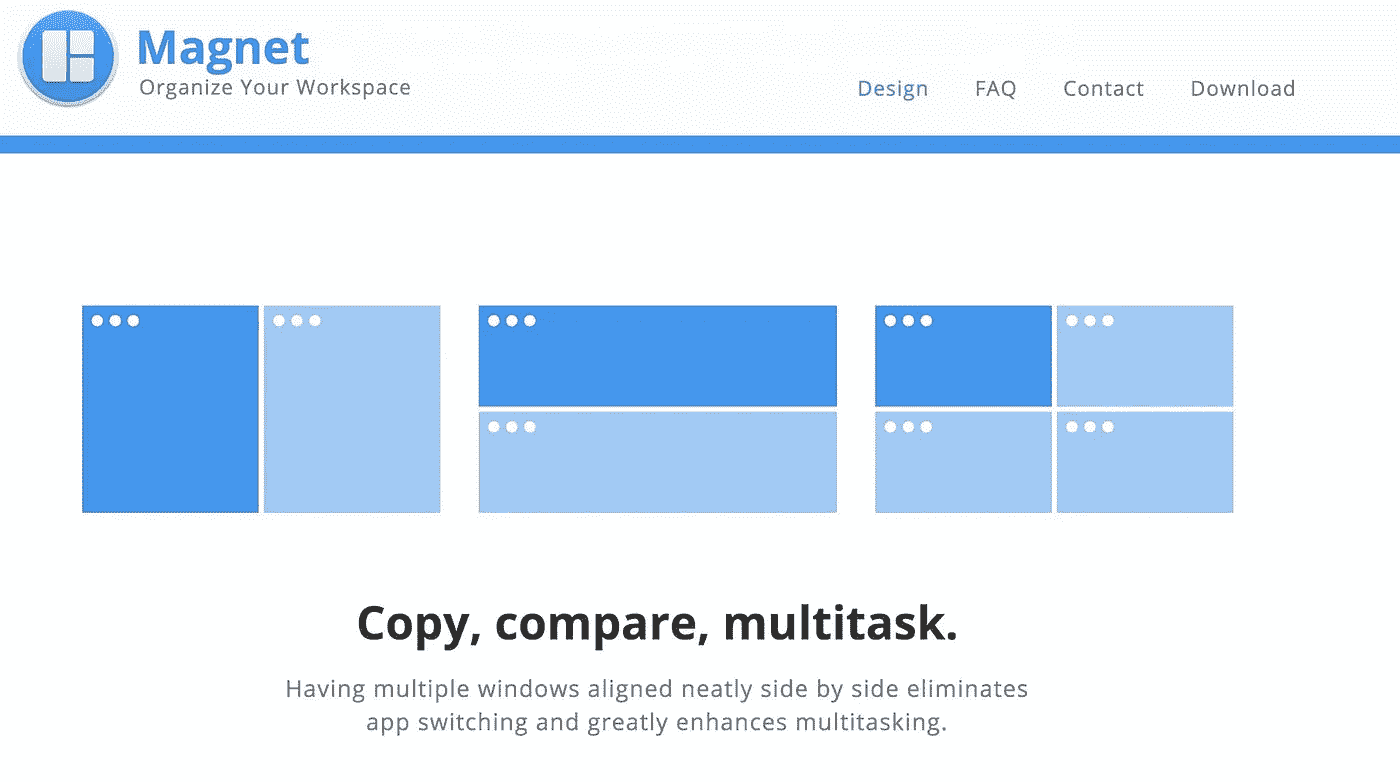 Magnet
Organize Your Workspace
Design FAQ Contact Download
Copy, compare, multitask.
Having multiple windows aligned neatly side by side eliminates
app switching and greatly enhances multitasking.